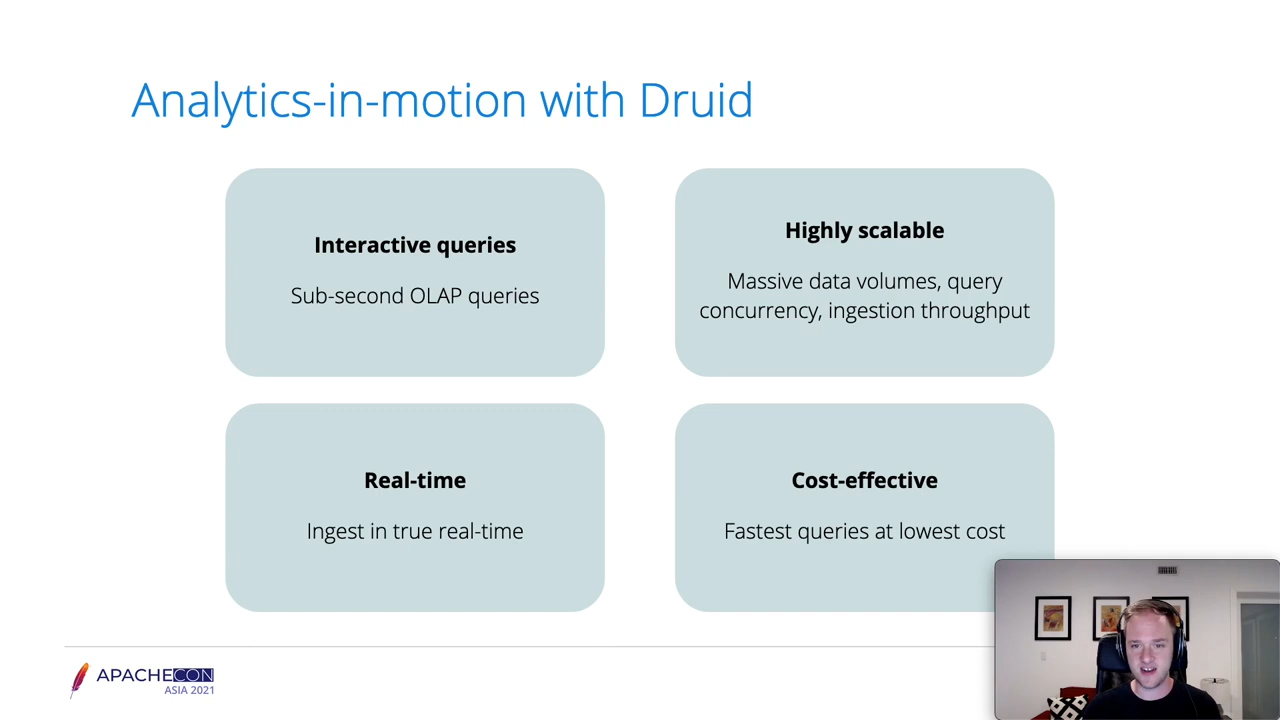 Analytics-in-motion with Druid
Interactive queries
Sub-second OLAP queries
Highly scalable
Massive data volumes, query
concurrency, ingestion throughput
Real-time
Ingest in true real-time
Cost-effective
Fastest queries at lowest cost
APACHECON
ASIA 2021